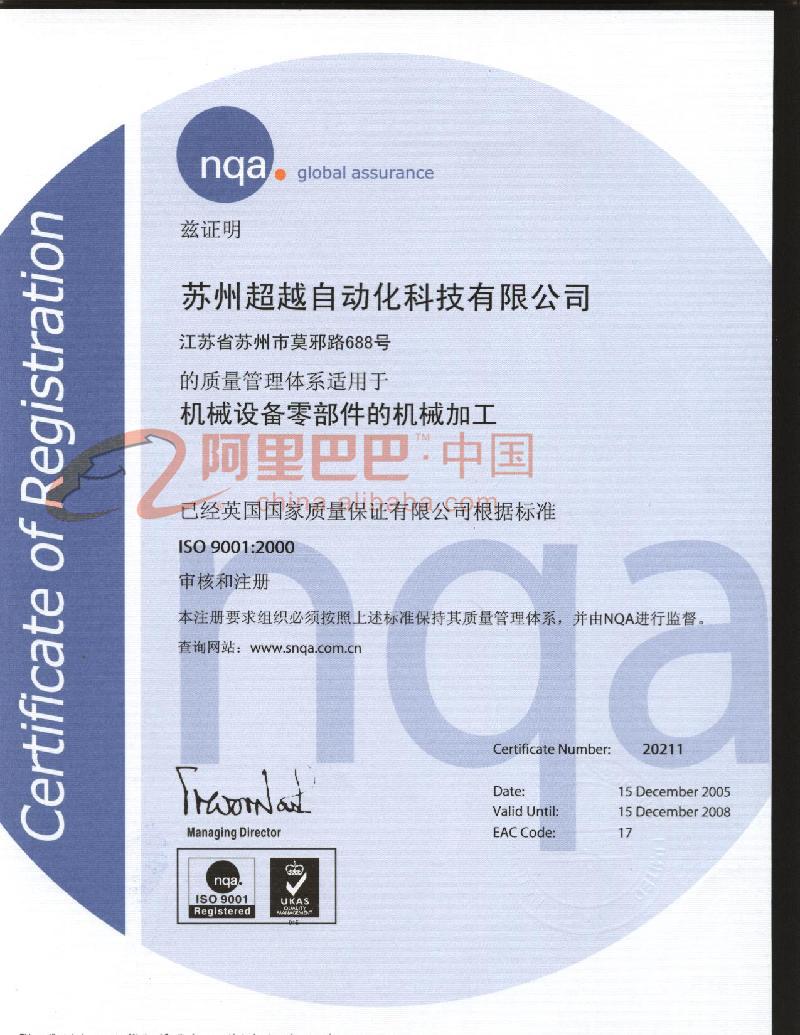 Certificate of Registration
nqa.
global assurance
兹证明
苏州超越自动化科技有限公司
江苏省苏州市莫邪路688号
的质量管理体系适用于
机械设备零部件的机械加工
阿里巴巴™·中国
china.alibaba.com
已经英国国家质量保证有限公司根据标准
ISO 9001:2000
审核和注册
本注册要求组织必须按照上述标准保持其质量管理体系，并由NQA进行监督。
查询网站：www.snqa.com.cn
nqa
Certificate Number: 20211
Date: 15 December 2005
Valid Until: 15 December 2008
EAC Code: 17
Managing Director
nqa.
ISO 9001
Registered
UKAS
QUALITY
MANAGEMENT